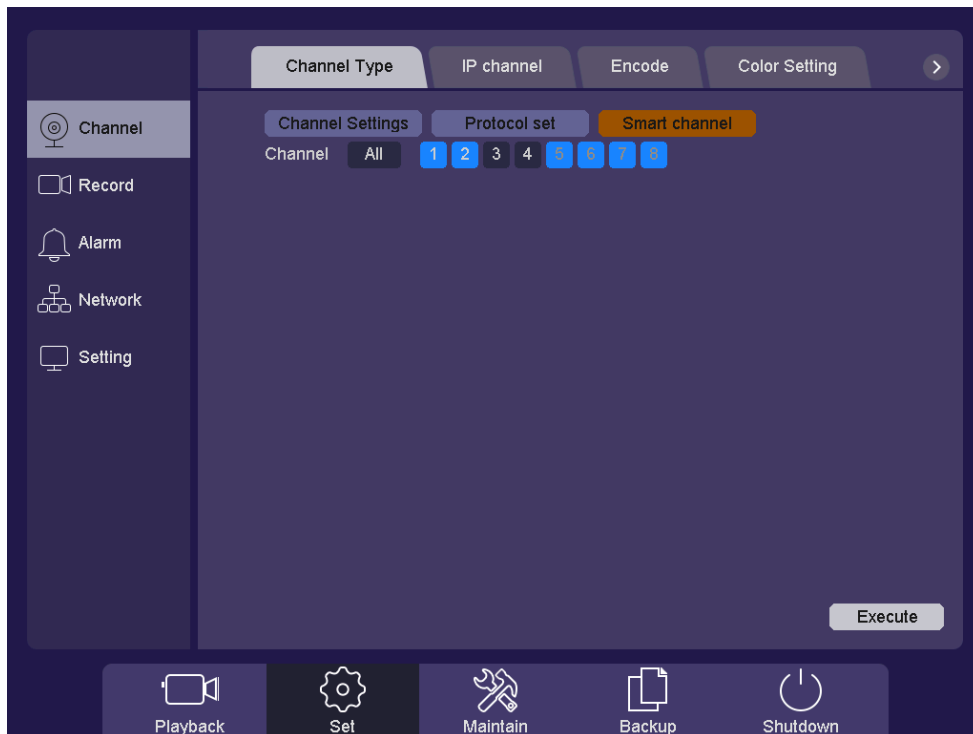 Channel Type IP channel Encode Color Setting
Channel
Record
Alarm
Network
Setting
Channel Settings Protocol set Smart channel
Channel All 1 2 3 4 5 6 7 8
Execute
Playback Set Maintain Backup Shutdown